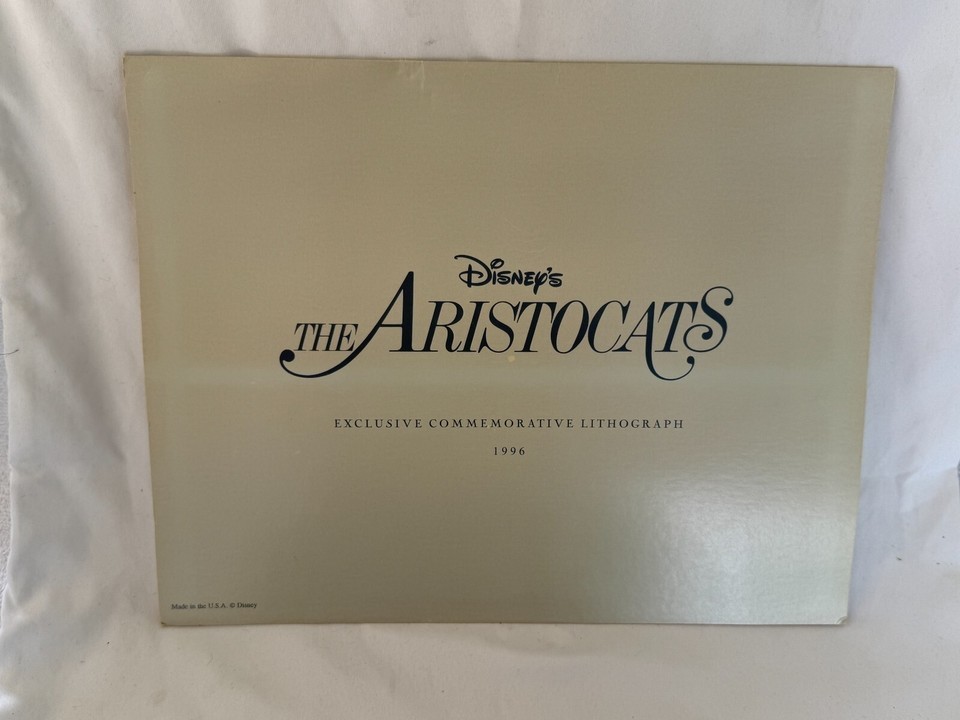 Disney's
THE ARISTOCATS
EXCLUSIVE COMMEMORATIVE LITHOGRAPH
1996
Made in the U.S.A. © Disney